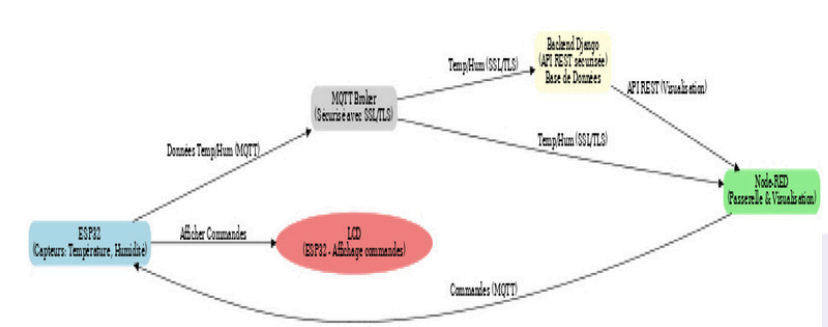 Backend Django
(API REST sécurisée)
Base de Données
Temp/Hum (SSL/TLS)
API REST (Visualisation)
MQTT Broker
(Sécurisé avec SSL/TLS)
Données Temp/Hum (MQTT)
Temp/Hum (SSL/TLS)
Node-RED
(Passerelle & Visualisation)
ESP32
(Capteurs: Température, Humidité)
Afficher Commandes
LCD
(ESP32 - Affichage commandes)
Commandes (MQTT)